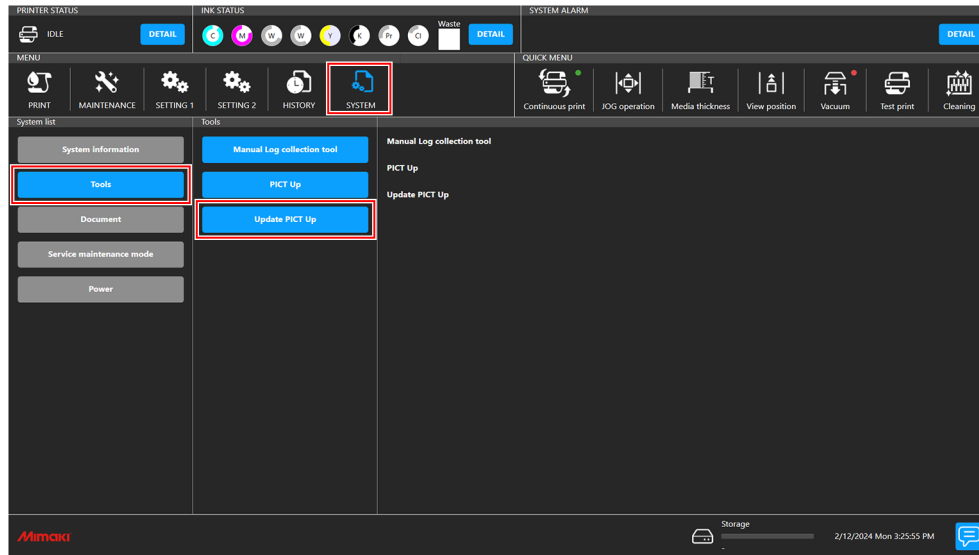 PRINTER STATUS
INK STATUS
SYSTEM ALARM
IDLE
DETAIL
C
M
W
W
Y
K
Pr
Cl
Waste
DETAIL
DETAIL
MENU
QUICK MENU
PRINT
MAINTENANCE
SETTING 1
SETTING 2
HISTORY
SYSTEM
Continuous print
JOG operation
Media thickness
View position
Vacuum
Test print
Cleaning
System list
Tools
System information
Tools
Document
Service maintenance mode
Power
Manual Log collection tool
PICT Up
Update PICT Up
Manual Log collection tool
PICT Up
Update PICT Up
Mimaki
Storage
-
2/12/2024 Mon 3:25:55 PM